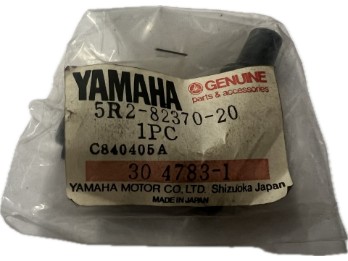 YAMAHA GENUINE
parts & accessories
5R2-82370-20
1PC
C840405A
30 4783-1
YAMAHA MOTOR CO., LTD. Shizuoka Japan
MADE IN JAPAN